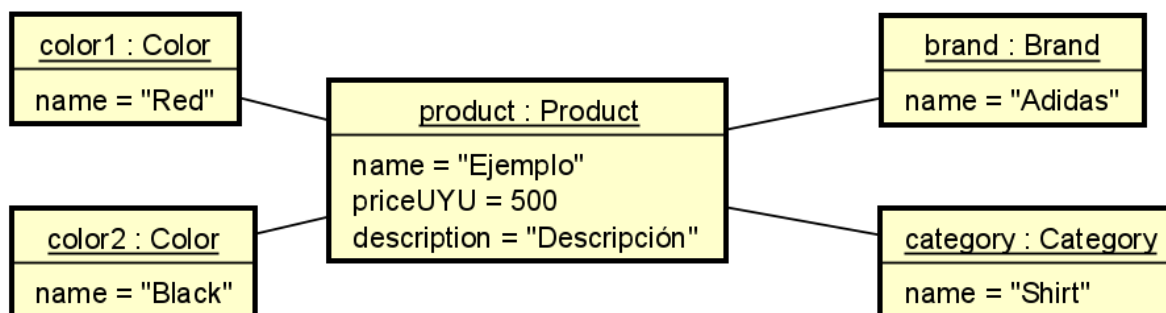 color1 : Color
name = "Red"
brand : Brand
name = "Adidas"
product : Product
name = "Ejemplo"
priceUYU = 500
description = "Descripción"
color2 : Color
name = "Black"
category : Category
name = "Shirt"